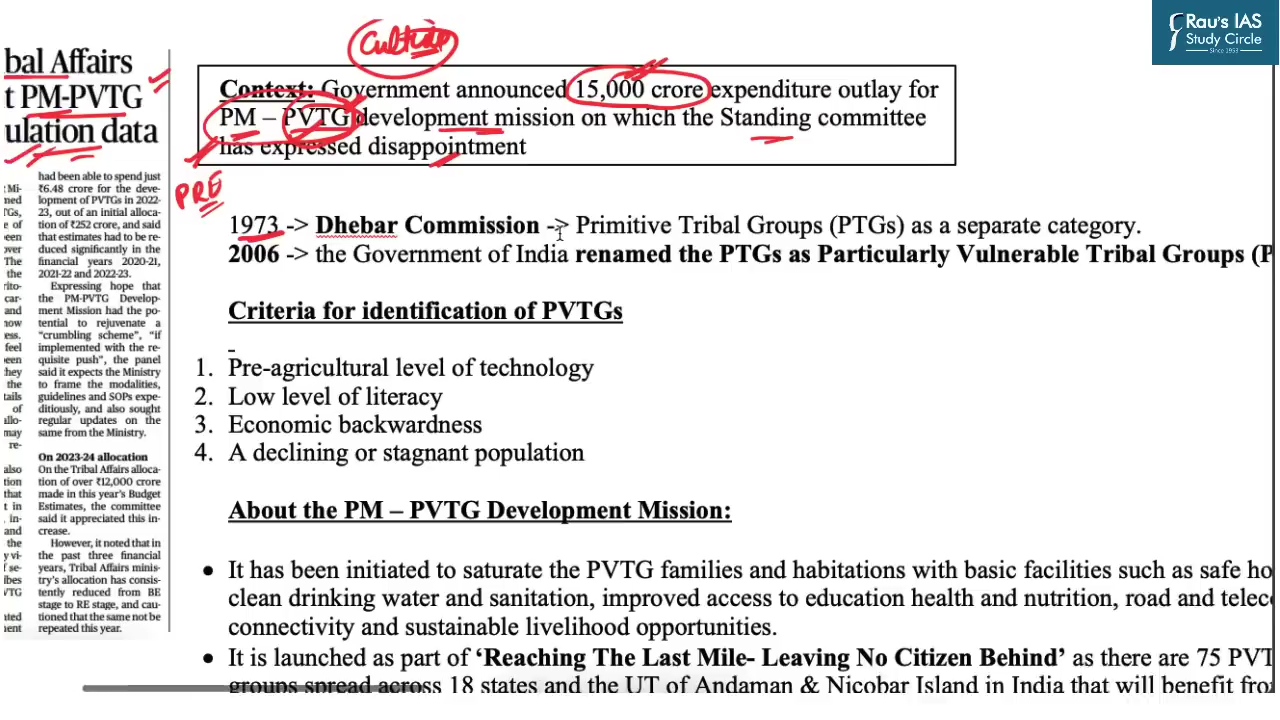 Rau's IAS
Study Circle
Since 1953
Culture
bal Affairs
t PM-PVTG
ulation data
Context: Government announced 15,000 crore expenditure outlay for
PM – PVTG development mission on which the Standing committee
has expressed disappointment
PRE
had been able to spend just
₹6.48 crore for the deve-
lopment of PVTGs in 2022-
23, out of an initial alloca-
tion of ₹252 crore, and said
that estimates had to be re-
duced significantly in the
financial years 2020-21,
2021-22 and 2022-23.
Expressing hope that
the PM-PVTG Develop-
ment Mission had the po-
tential to rejuvenate a
“crumbling scheme”, “if
implemented with the re-
quisite push”, the panel
said it expects the Ministry
to frame the modalities,
guidelines and SOPs expe-
ditiously, and also sought
regular updates on the
same from the Ministry.
On 2023-24 allocation
On the Tribal Affairs alloca-
tion of over ₹12,000 crore
made in this year's Budget
Estimates, the committee
said it appreciated this in-
crease.
However, it noted that in
the past three financial
years, Tribal Affairs minis-
try's allocation has consis-
tently reduced from BE
stage to RE stage, and cau-
tioned that the same not be
repeated this year.
1973 -> Dhebar Commission -> Primitive Tribal Groups (PTGs) as a separate category.
2006 -> the Government of India renamed the PTGs as Particularly Vulnerable Tribal Groups (P
Criteria for identification of PVTGs
1. Pre-agricultural level of technology
2. Low level of literacy
3. Economic backwardness
4. A declining or stagnant population
About the PM – PVTG Development Mission:
• It has been initiated to saturate the PVTG families and habitations with basic facilities such as safe ho
clean drinking water and sanitation, improved access to education health and nutrition, road and telec
connectivity and sustainable livelihood opportunities.
• It is launched as part of ‘Reaching The Last Mile- Leaving No Citizen Behind’ as there are 75 PVT
groups spread across 18 states and the UT of Andaman & Nicobar Island in India that will benefit fro